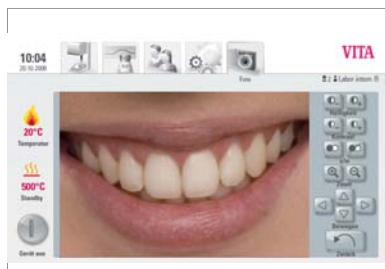 10:04
20.10.2008
VITA
Foto
2 Labor intern
20°C
Temperatur
500°C
Standby
Gerät aus
Helligkeit
Zoom
Bewegen
Zurück